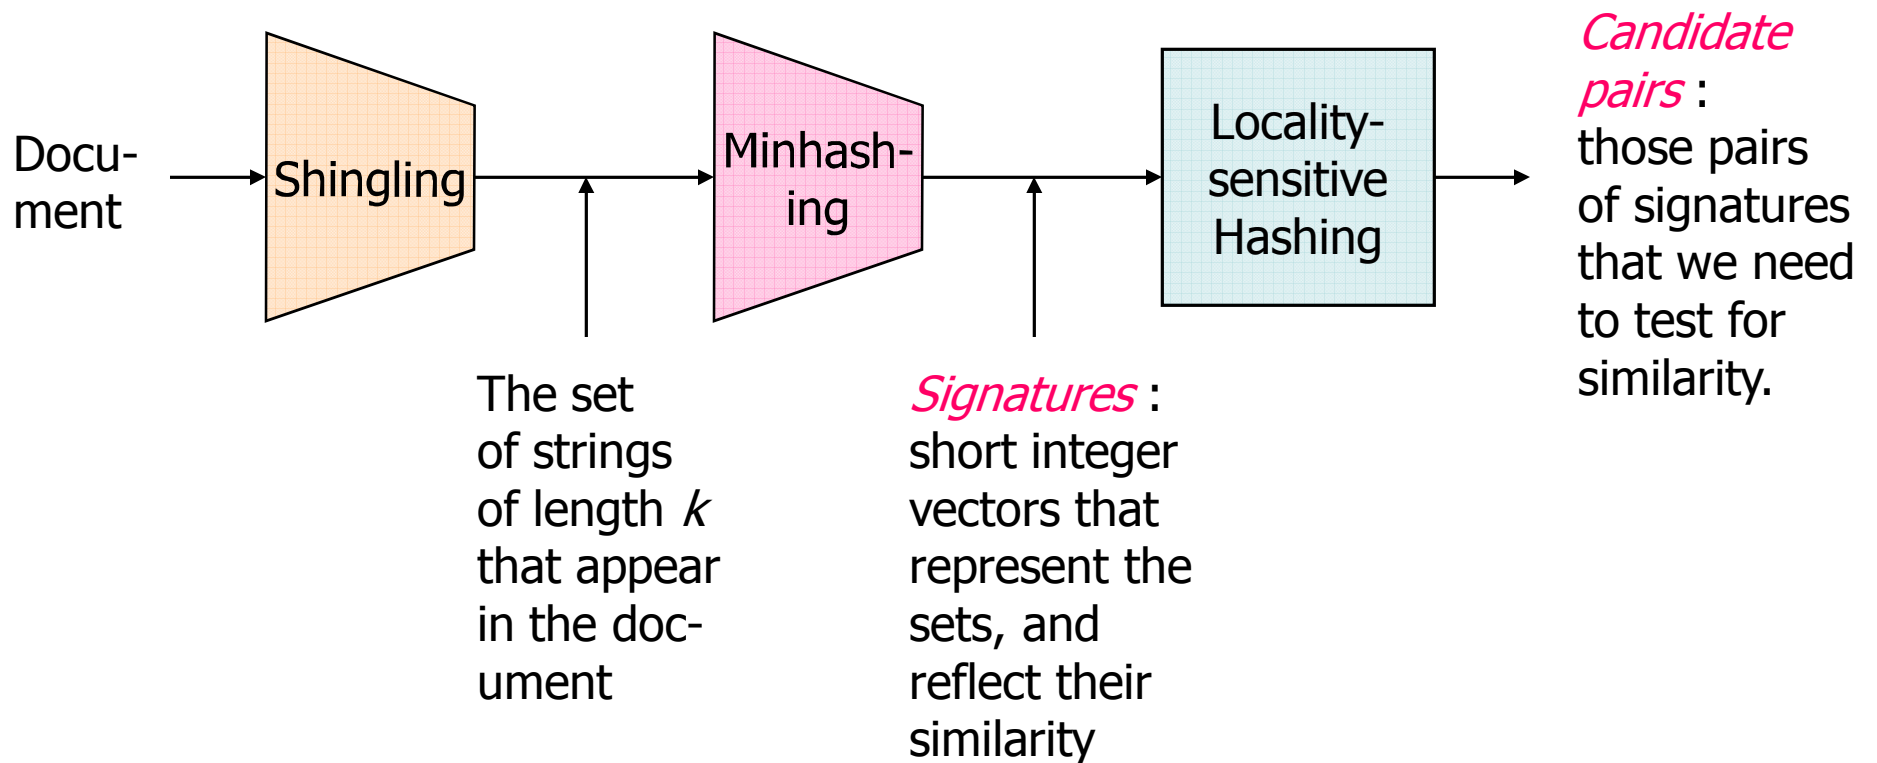 Docu-
ment
Shingling
The set
of strings
of length k
that appear
in the doc-
ument
Minhash-
ing
Signatures :
short integer
vectors that
represent the
sets, and
reflect their
similarity
Locality-
sensitive
Hashing
Candidate
pairs :
those pairs
of signatures
that we need
to test for
similarity.